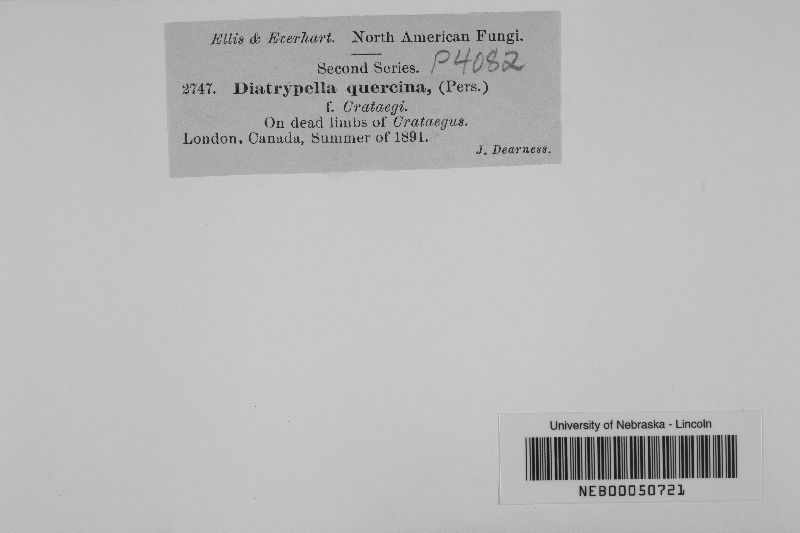 Ellis & Everhart. North American Fungi.
Second Series. P4082
2747. Diatrypella quercina, (Pers.)
f. Crataegi.
On dead limbs of Crataegus.
London, Canada, Summer of 1891.
J. Dearness.
University of Nebraska - Lincoln
NEB00050721